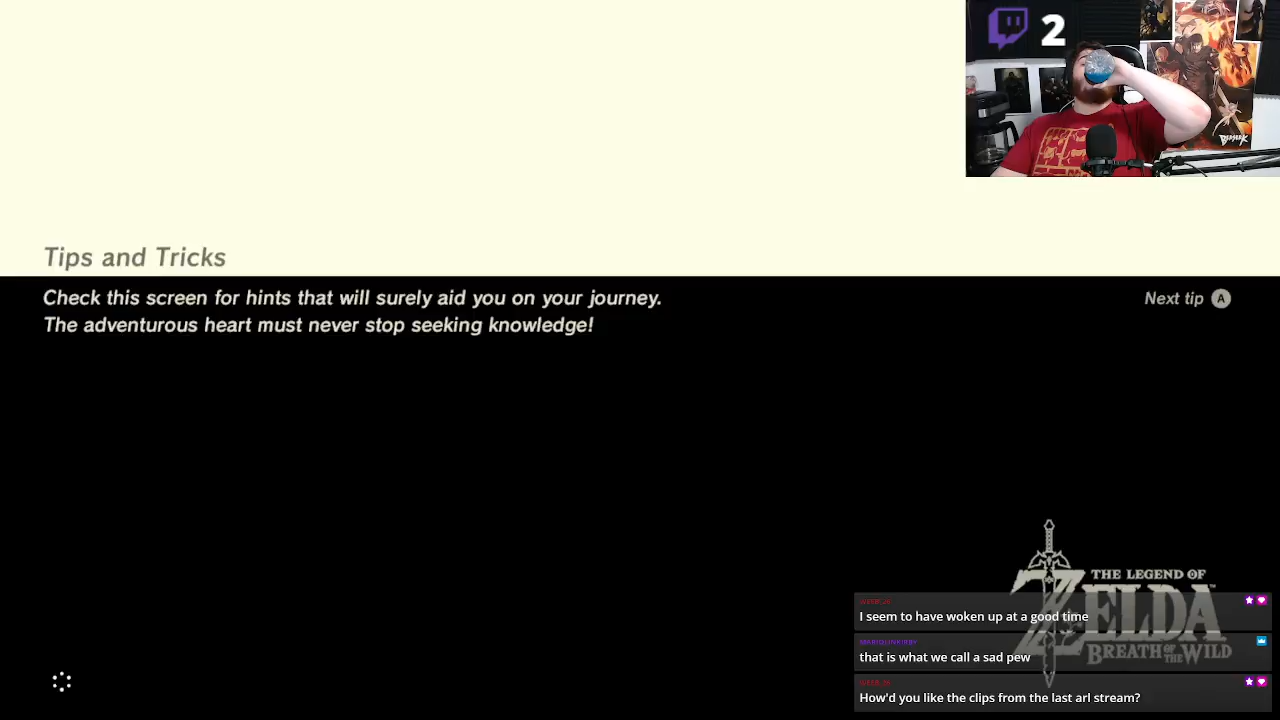 2
BERSERK
Tips and Tricks
Check this screen for hints that will surely aid you on your journey.
The adventurous heart must never stop seeking knowledge!
Next tip A
THE LEGEND OF
ZELDA
BREATH OF THE WILD
I seem to have woken up at a good time
that is what we call a sad pew
How'd you like the clips from the last arl stream?